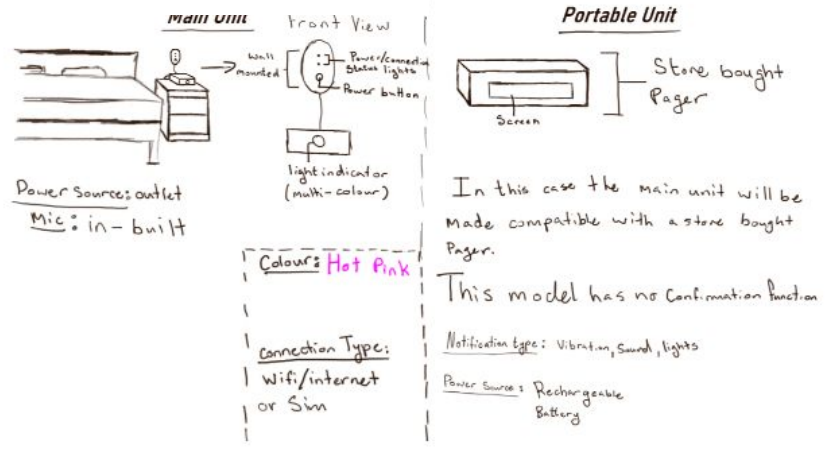 Main Unit
Front View
Wall
mounted
Power/connection
Status lights
Power button
light indicator
(multi-colour)
Power Source: outlet
Mic: in-built
Colour: Hot Pink
Connection Type:
Wifi/internet
or Sim
Portable Unit
Store bought
Pager
Screen
In this case the main unit will be
made compatible with a store bought
Pager.
This model has no Confirmation function
Notification type: Vibration, Sound, lights
Power Source: Rechargeable
Battery